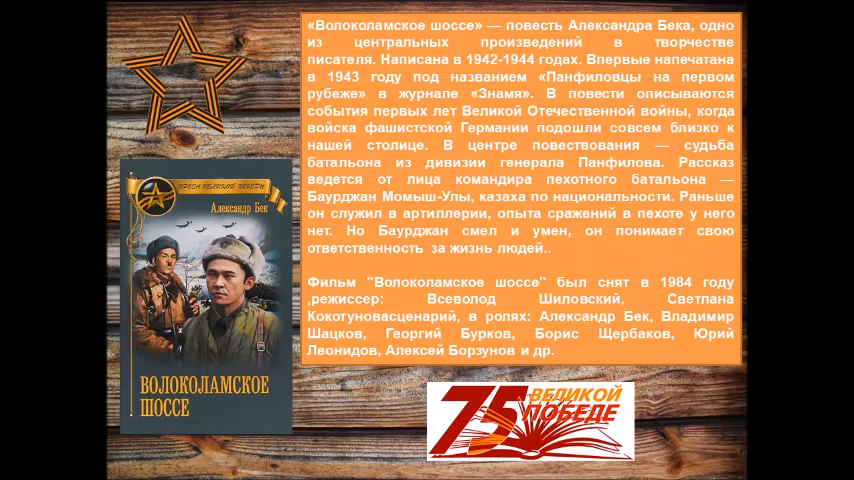 «Волоколамское шоссе» — повесть Александра Бека, одно
из центральных произведений в творчестве
писателя. Написана в 1942-1944 годах. Впервые напечатана
в 1943 году под названием «Панфиловцы на первом
рубеже» в журнале «Знамя». В повести описываются
события первых лет Великой Отечественной войны, когда
войска фашистской Германии подошли совсем близко к
нашей столице. В центре повествования — судьба
батальона из дивизии генерала Панфилова. Рассказ
ведется от лица командира пехотного батальона —
Баурджан Момыш-Улы, казаха по национальности. Раньше
он служил в артиллерии, опыта сражений в пехоте у него
нет. Но Баурджан смел и умен, он понимает свою
ответственность за жизнь людей..
Фильм "Волоколамское шоссе" был снят в 1984 году
,режиссер: Всеволод Шиловский, Светлана
Кокотуновасценарий, в ролях: Александр Бек, Владимир
Шацков, Георгий Бурков, Борис Щербаков, Юрий
Леонидов, Алексей Борзунов и др.
ПРОЗА ВЕЛИКОЙ ПОБЕДЫ
Александр Бек
ВОЛОКОЛАМСКОЕ
ШОССЕ
75 ВЕЛИКОЙ
ПОБЕДЕ